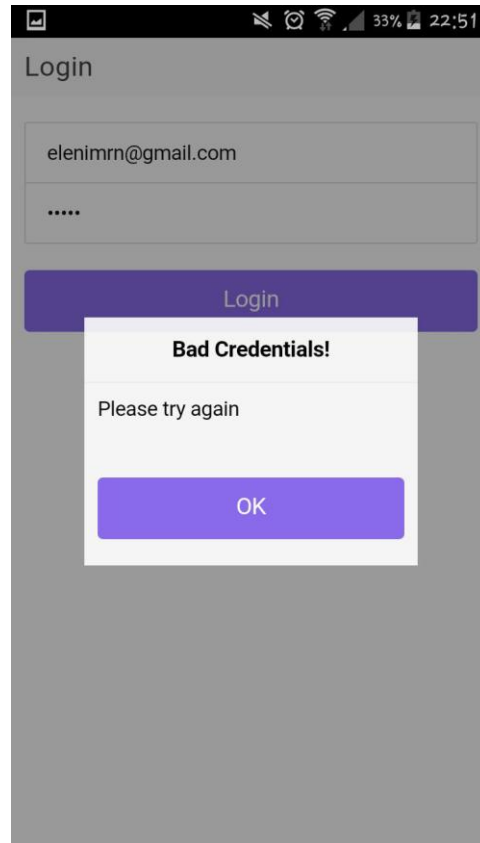 33% 22:51
Login
elenimrn@gmail.com
•••••
Login
Bad Credentials!
Please try again
OK